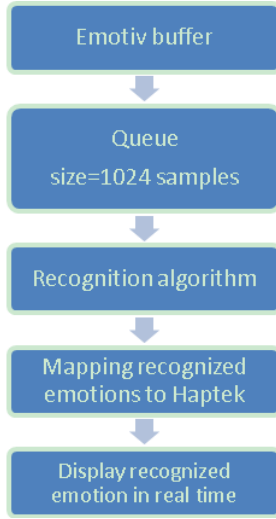 Emotiv buffer
Queue
size=1024 samples
Recognition algorithm
Mapping recognized
emotions to Haptek
Display recognized
emotion in real time